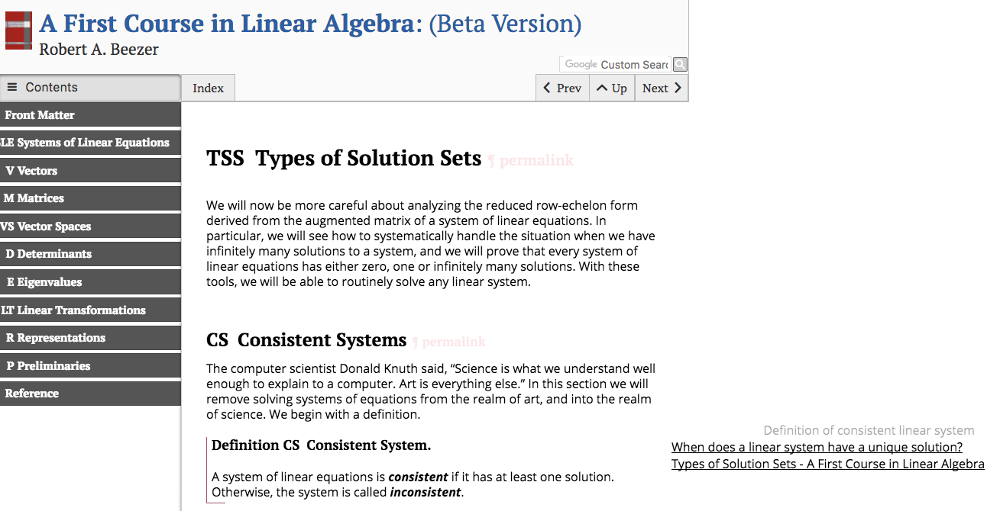 A First Course in Linear Algebra: (Beta Version)
Robert A. Beezer
Google Custom Sear
≡ Contents
Index
Prev
Up
Next
Front Matter
SLE Systems of Linear Equations
V Vectors
M Matrices
VS Vector Spaces
D Determinants
E Eigenvalues
LT Linear Transformations
R Representations
P Preliminaries
Reference
TSS Types of Solution Sets ¶ permalink
We will now be more careful about analyzing the reduced row-echelon form
derived from the augmented matrix of a system of linear equations. In
particular, we will see how to systematically handle the situation when we have
infinitely many solutions to a system, and we will prove that every system of
linear equations has either zero, one or infinitely many solutions. With these
tools, we will be able to routinely solve any linear system.
CS Consistent Systems ¶ permalink
The computer scientist Donald Knuth said, “Science is what we understand well
enough to explain to a computer. Art is everything else.” In this section we will
remove solving systems of equations from the realm of art, and into the realm
of science. We begin with a definition.
Definition CS Consistent System.
A system of linear equations is consistent if it has at least one solution.
Otherwise, the system is called inconsistent.
Definition of consistent linear system
When does a linear system have a unique solution?
Types of Solution Sets - A First Course in Linear Algebra